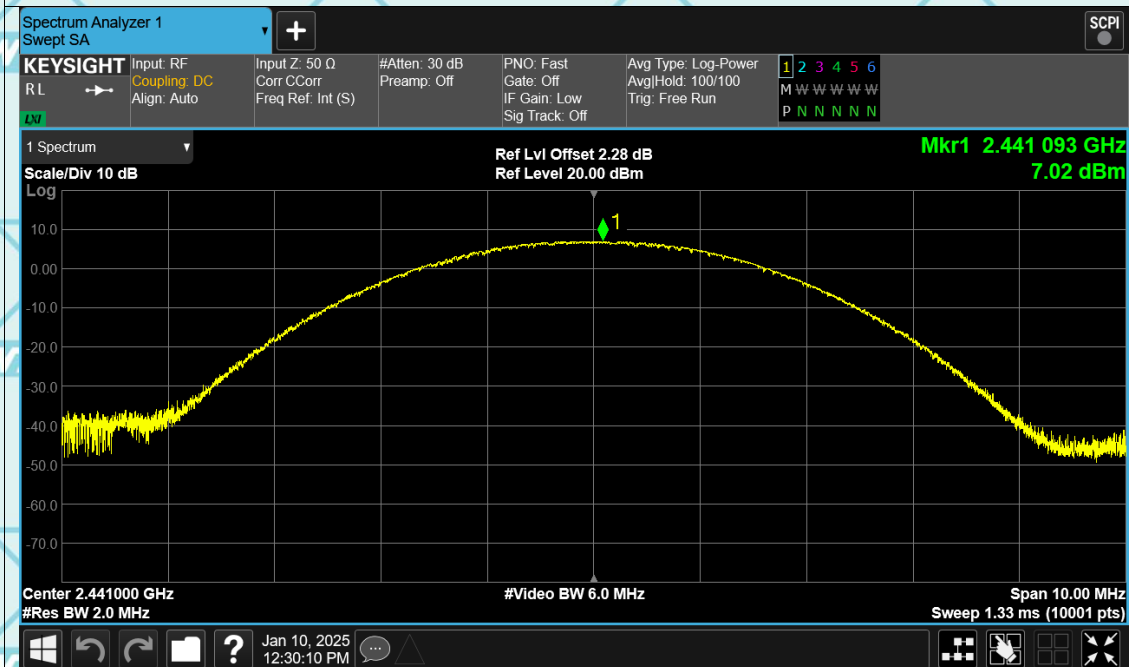 Spectrum Analyzer 1
Swept SA
+
SCPI
KEYSIGHT
RL
LXI
Input: RF
Coupling: DC
Align: Auto
Input Z: 50 Ω
Corr CCorr
Freq Ref: Int (S)
#Atten: 30 dB
Preamp: Off
PNO: Fast
Gate: Off
IF Gain: Low
Sig Track: Off
Avg Type: Log-Power
Avg|Hold: 100/100
Trig: Free Run
1 2 3 4 5 6
M W W W W W
P N N N N N
1 Spectrum
Scale/Div 10 dB
Log
Ref Lvl Offset 2.28 dB
Ref Level 20.00 dBm
Mkr1 2.441 093 GHz
7.02 dBm
1
10.0
0.00
-10.0
-20.0
-30.0
-40.0
-50.0
-60.0
-70.0
Center 2.441000 GHz
#Res BW 2.0 MHz
#Video BW 6.0 MHz
Span 10.00 MHz
Sweep 1.33 ms (10001 pts)
?
Jan 10, 2025
12:30:10 PM